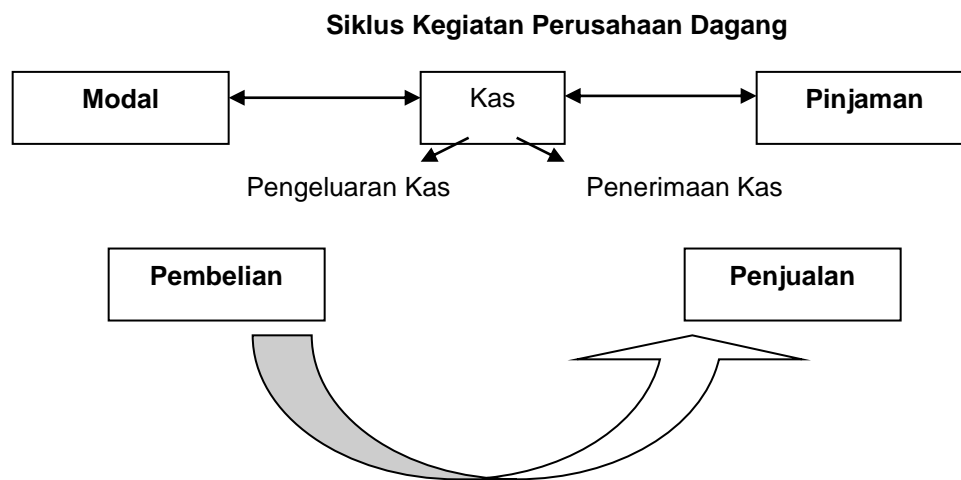 Siklus Kegiatan Perusahaan Dagang
Modal
Kas
Pinjaman
Pengeluaran Kas
Penerimaan Kas
Pembelian
Penjualan